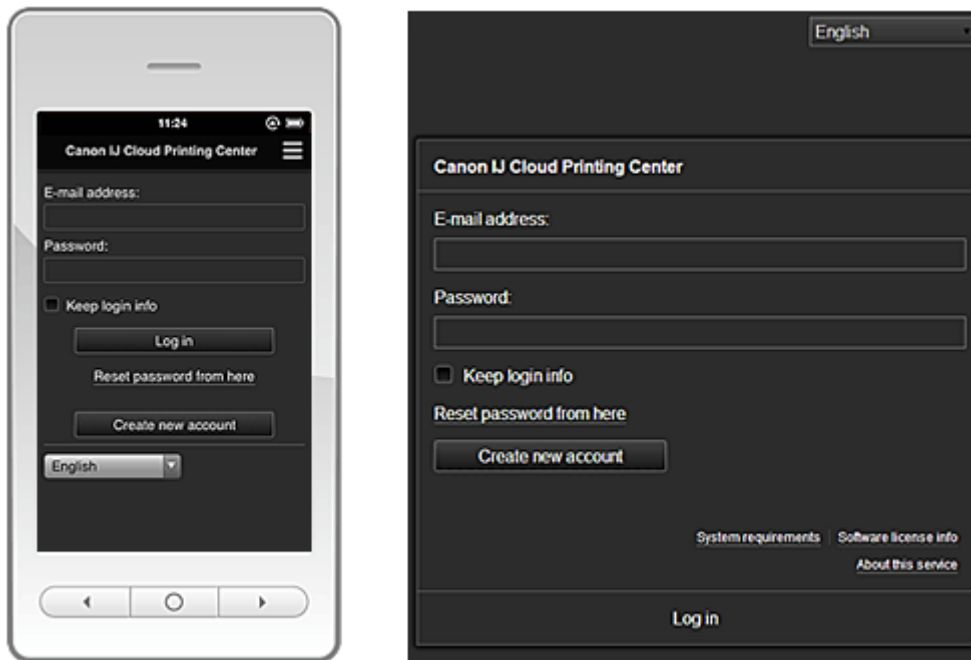 11:24
Canon IJ Cloud Printing Center
E-mail address:
Password:
Keep login info
Log in
Reset password from here
Create new account
English
English
Canon IJ Cloud Printing Center
E-mail address:
Password:
Keep login info
Reset password from here
Create new account
System requirements Software license info
About this service
Log in